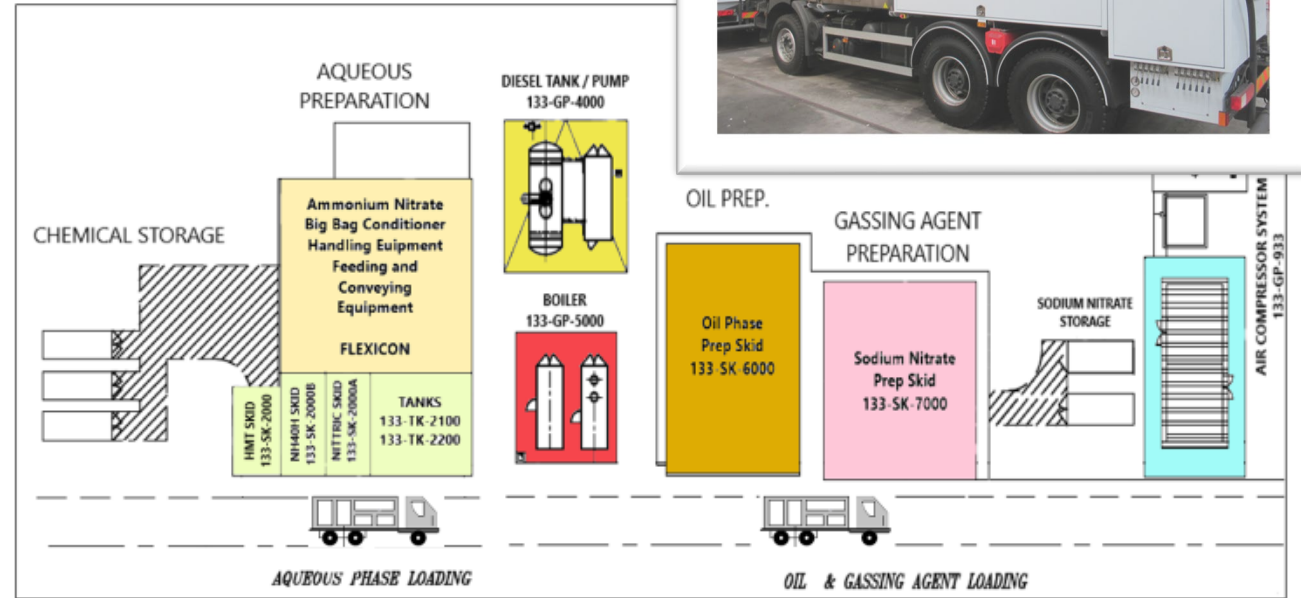 AQUEOUS
PREPARATION
DIESEL TANK / PUMP
133-GP-4000
OIL PREP.
GASSING AGENT
PREPARATION
CHEMICAL STORAGE
Ammonium Nitrate
Big Bag Conditioner
Handling Euipment
Feeding and
Conveying
Equipment
FLEXICON
BOILER
133-GP-5000
Oil Phase
Prep Skid
133-SK-6000
Sodium Nitrate
Prep Skid
133-SK-7000
SODIUM NITRATE
STORAGE
AIR COMPRESSOR SYSTEM
133-GP-933
HMT SKID
133-SK-2000
NH4OH SKID
133-SK-2000B
NITTRIC SKID
133-SK-2000A
TANKS
133-TK-2100
133-TK-2200
AQUEOUS PHASE LOADING
OIL & GASSING AGENT LOADING